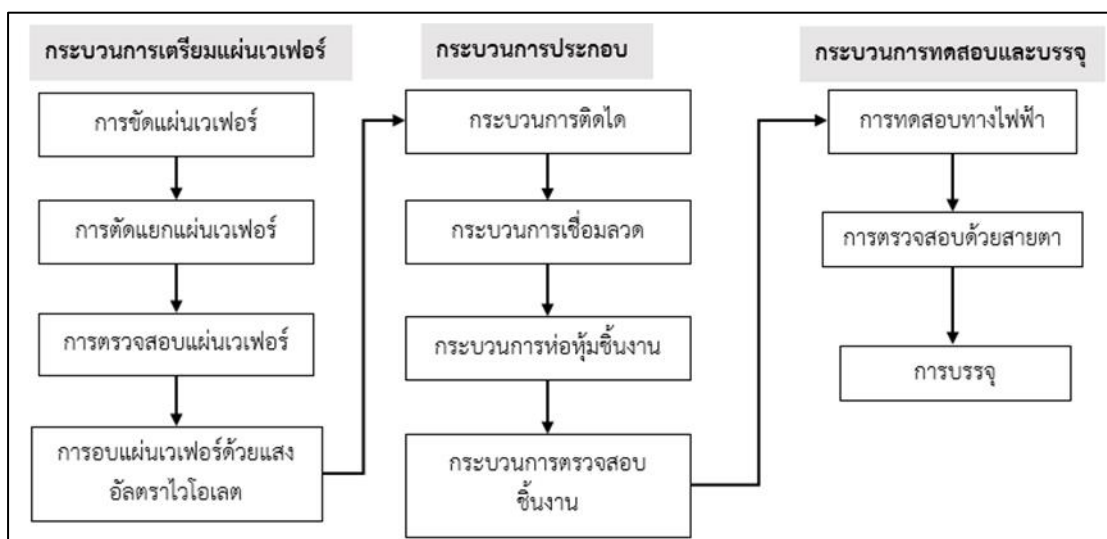 กระบวนการเตรียมแผ่นเวเฟอร์
การขัดแผ่นเวเฟอร์
การตัดแยกแผ่นเวเฟอร์
การตรวจสอบแผ่นเวเฟอร์
การอบแผ่นเวเฟอร์ด้วยแสง
อัลตราไวโอเลต
กระบวนการประกอบ
กระบวนการติดได
กระบวนการเชื่อมลวด
กระบวนการห่อหุ้มชิ้นงาน
กระบวนการตรวจสอบ
ชิ้นงาน
กระบวนการทดสอบและบรรจุ
การทดสอบทางไฟฟ้า
การตรวจสอบด้วยสายตา
การบรรจุ